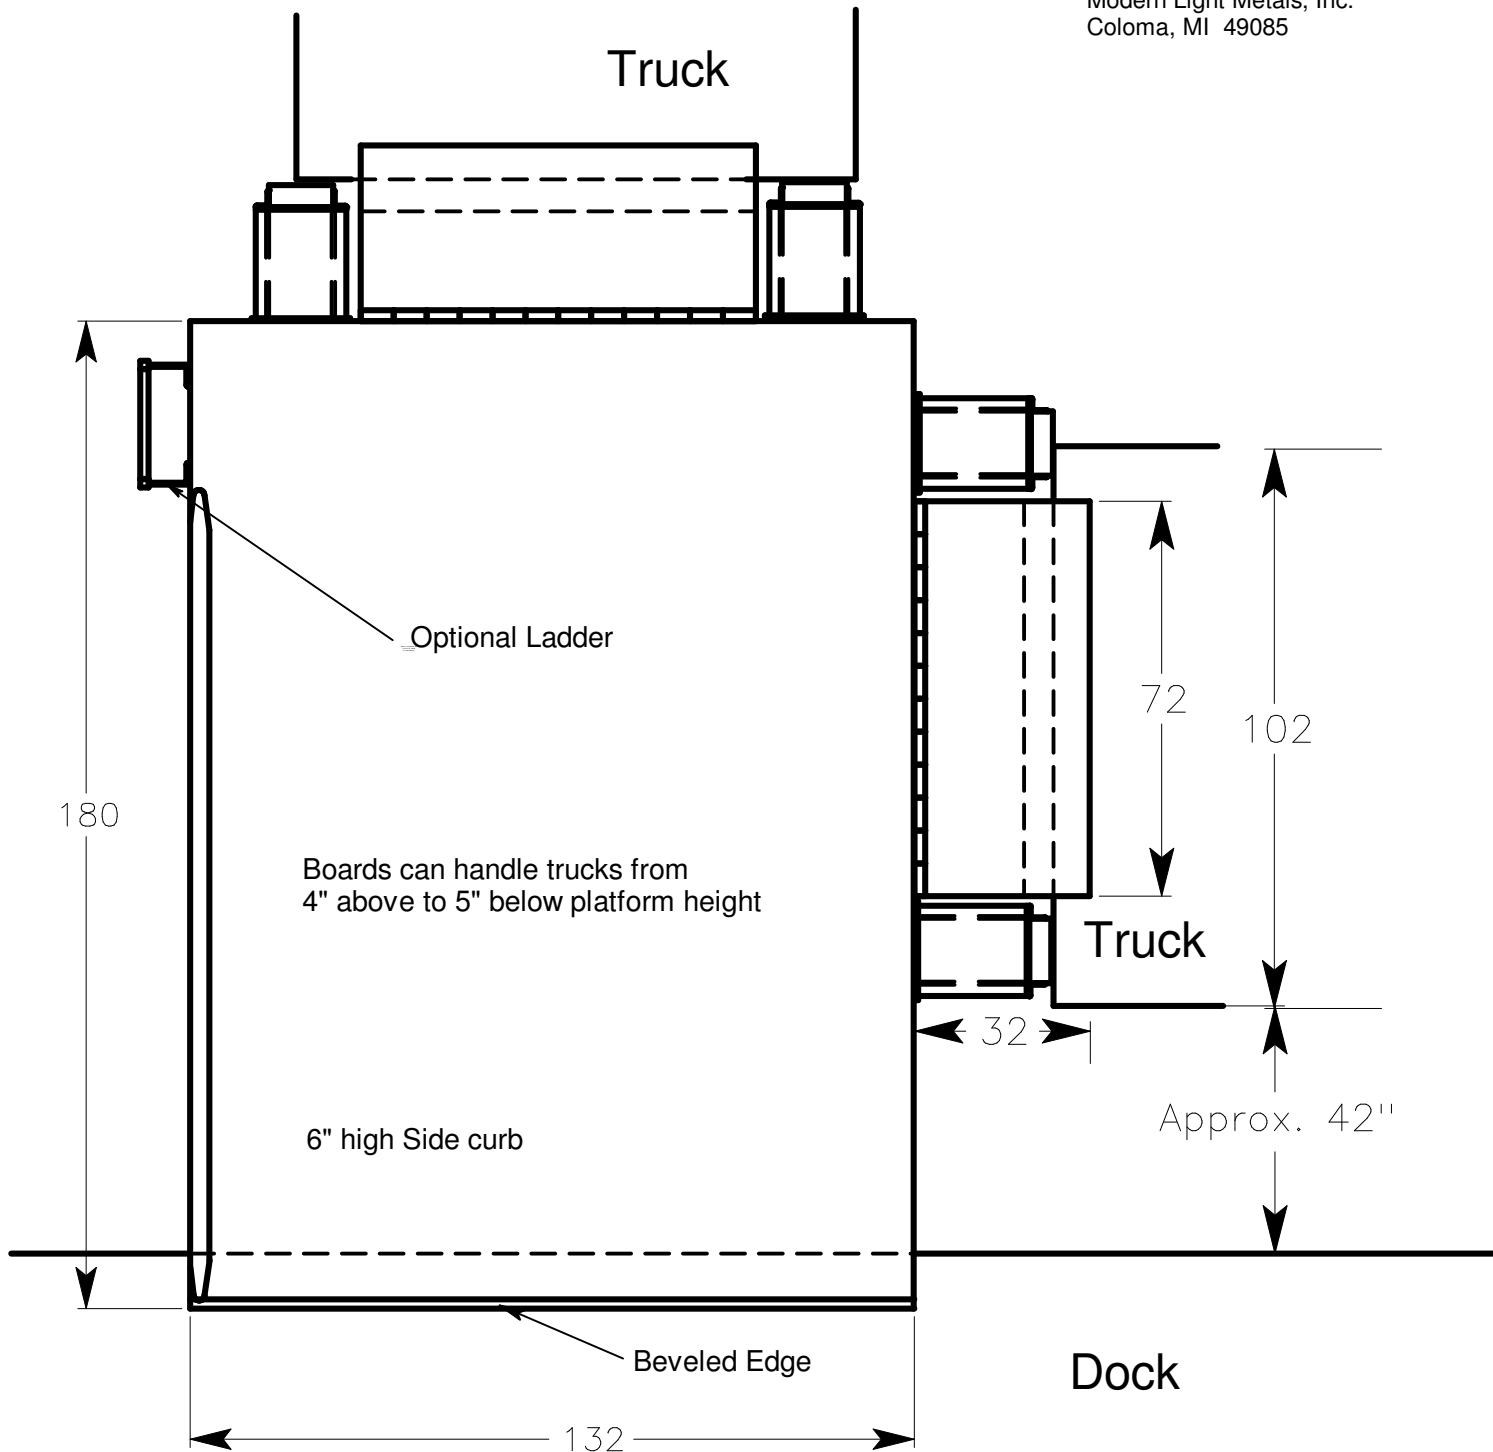 Modern Light Metals, Inc.
Coloma, MI  49085
Truck
Optional Ladder
72
102
180
Boards can handle trucks from
4" above to 5" below platform height
Truck
32
Approx. 42"
6" high Side curb
Beveled Edge
Dock
132